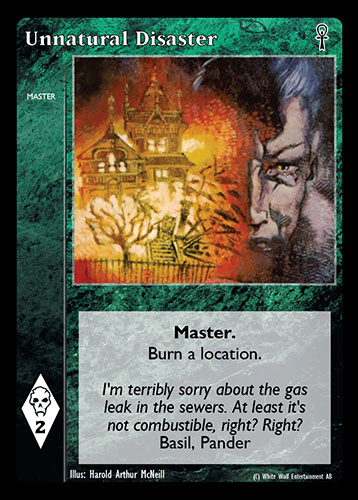 Unnatural Disaster
MASTER
Master.
Burn a location.
I'm terribly sorry about the gas
leak in the sewers. At least it's
not combustible, right? Right?
Basil, Pander
2
Illus: Harold Arthur McNeill
(C) White Wolf Entertainment AB